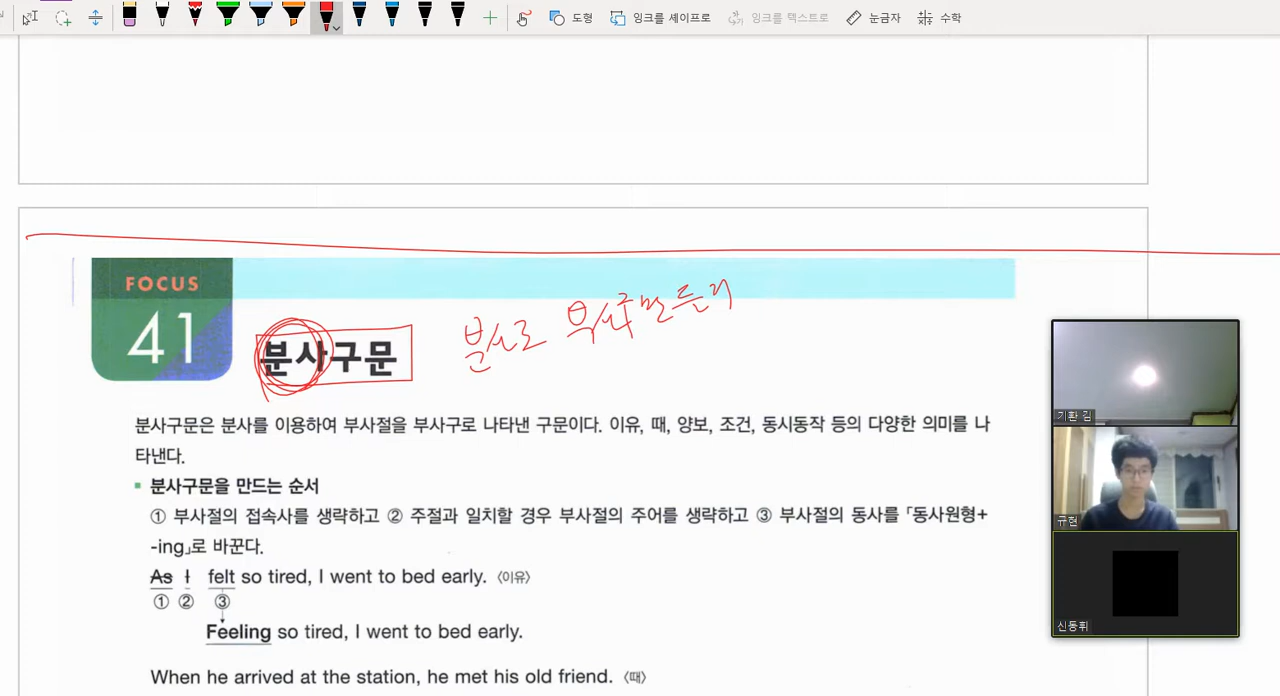 도형
잉크를 셰이프로
잉크를 텍스트로
눈금자
수학
FOCUS
41
분사구문
분사로 부사구 만들기
분사구문은 분사를 이용하여 부사절을 부사구로 나타낸 구문이다. 이유, 때, 양보, 조건, 동시동작 등의 다양한 의미를 나
타낸다.
▪ 분사구문을 만드는 순서
① 부사절의 접속사를 생략하고 ② 주절과 일치할 경우 부사절의 주어를 생략하고 ③ 부사절의 동사를 「동사원형+
-ing」로 바꾼다.
As I felt so tired, I went to bed early. 〈이유〉
① ② ③
Feeling so tired, I went to bed early.
When he arrived at the station, he met his old friend. 〈때〉
기환 김
규현
신동휘